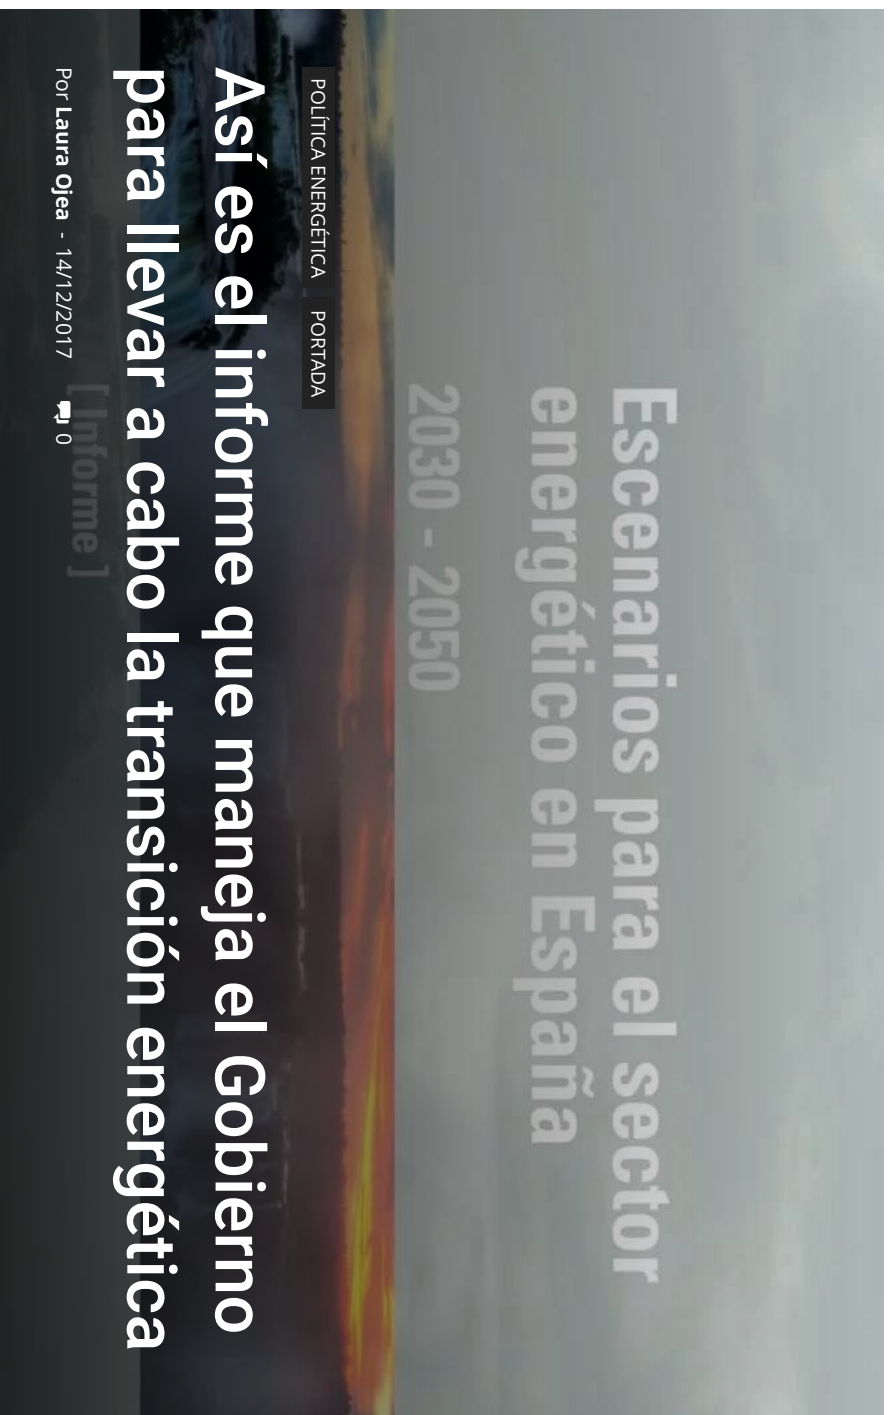 Escenarios para el sector
energético en España
2030 - 2050
POLÍTICA ENERGÉTICA PORTADA
Así es el informe que maneja el Gobierno
para llevar a cabo la transición energética
[ Informe ]
Por Laura Ojea - 14/12/2017 0